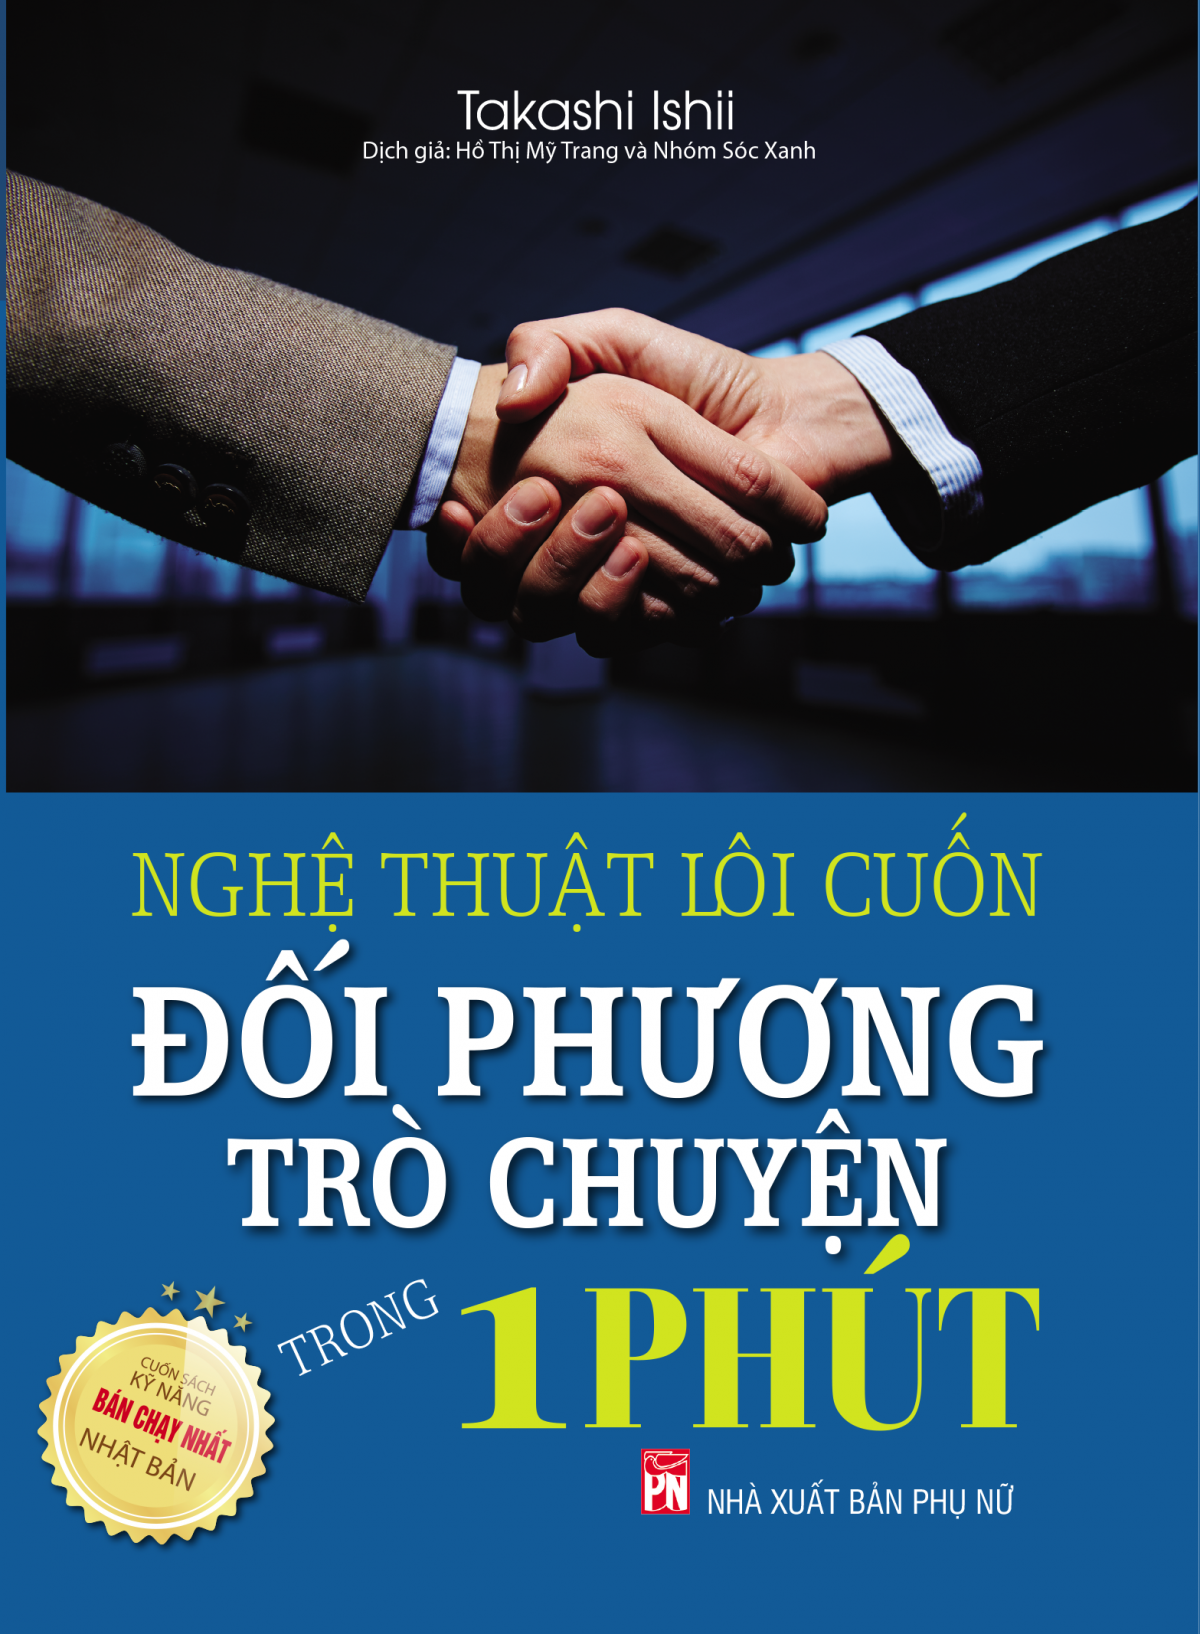 Takashi Ishii
Dịch giả: Hồ Thị Mỹ Trang và Nhóm Sóc Xanh
NGHỆ THUẬT LÔI CUỐN
ĐỐI PHƯƠNG
TRÒ CHUYỆN
TRONG 1 PHÚT
CUỐN SÁCH
KỸ NĂNG
BÁN CHẠY NHẤT
NHẬT BẢN
PN
NHÀ XUẤT BẢN PHỤ NỮ